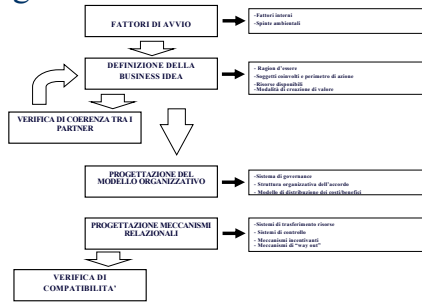 FATTORI DI AVVIO
-Fattori interni
-Spinte ambientali
DEFINIZIONE DELLA
BUSINESS IDEA
- Ragion d'essere
-Soggetti coinvolti e perimetro di azione
-Risorse disponibili
-Modalità di creazione di valore
VERIFICA DI COERENZA TRA I
PARTNER
PROGETTAZIONE DEL
MODELLO ORGANIZZATIVO
-Sistema di governance
- Struttura organizzativa dell'accordo
- Modello di distribuzione dei costi/benefici
PROGETTAZIONE MECCANISMI
RELAZIONALI
-Sistemi di trasferimento risorse
- Sistemi di controllo
- Meccanismi incentivanti
- Meccanismi di "way out"
VERIFICA DI
COMPATIBILITA'